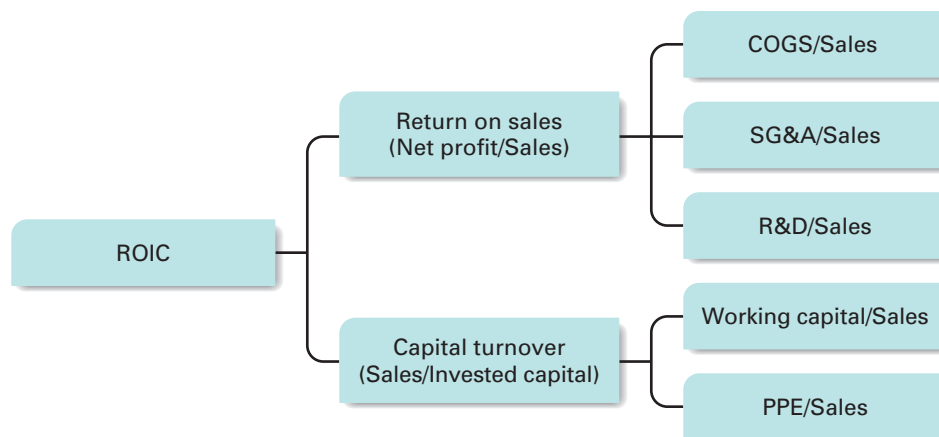 COGS/Sales
Return on sales
(Net profit/Sales)
SG&A/Sales
R&D/Sales
ROIC
Working capital/Sales
Capital turnover
(Sales/Invested capital)
PPE/Sales